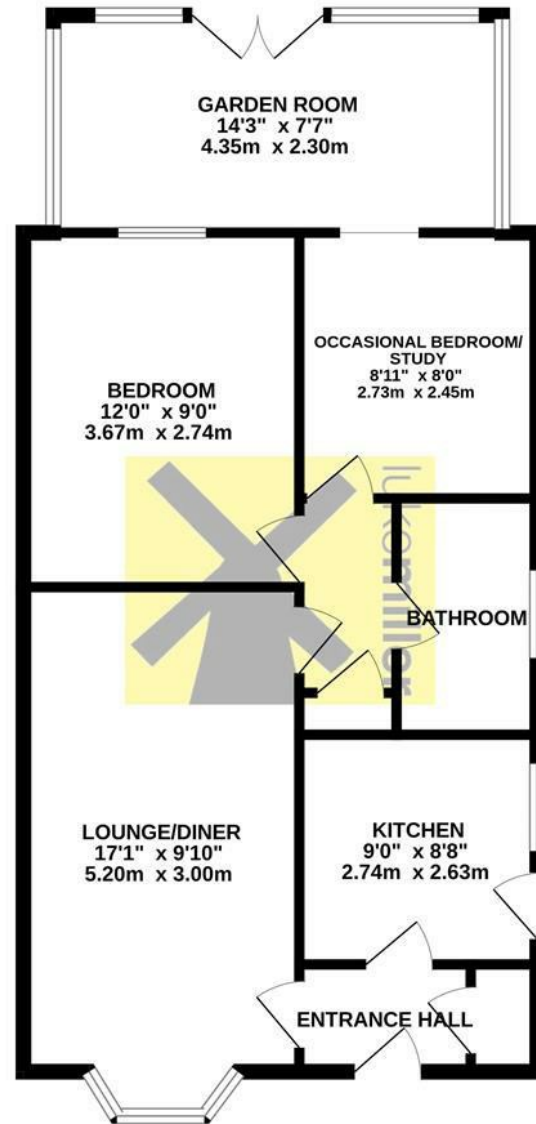 GARDEN ROOM
14'3" x 7'7"
4.35m x 2.30m
OCCASIONAL BEDROOM/
STUDY
8'11" x 8'0"
2.73m x 2.45m
BEDROOM
12'0" x 9'0"
3.67m x 2.74m
lukemiller
BATHROOM
LOUNGE/DINER
17'1" x 9'10"
5.20m x 3.00m
KITCHEN
9'0" x 8'8"
2.74m x 2.63m
ENTRANCE HALL